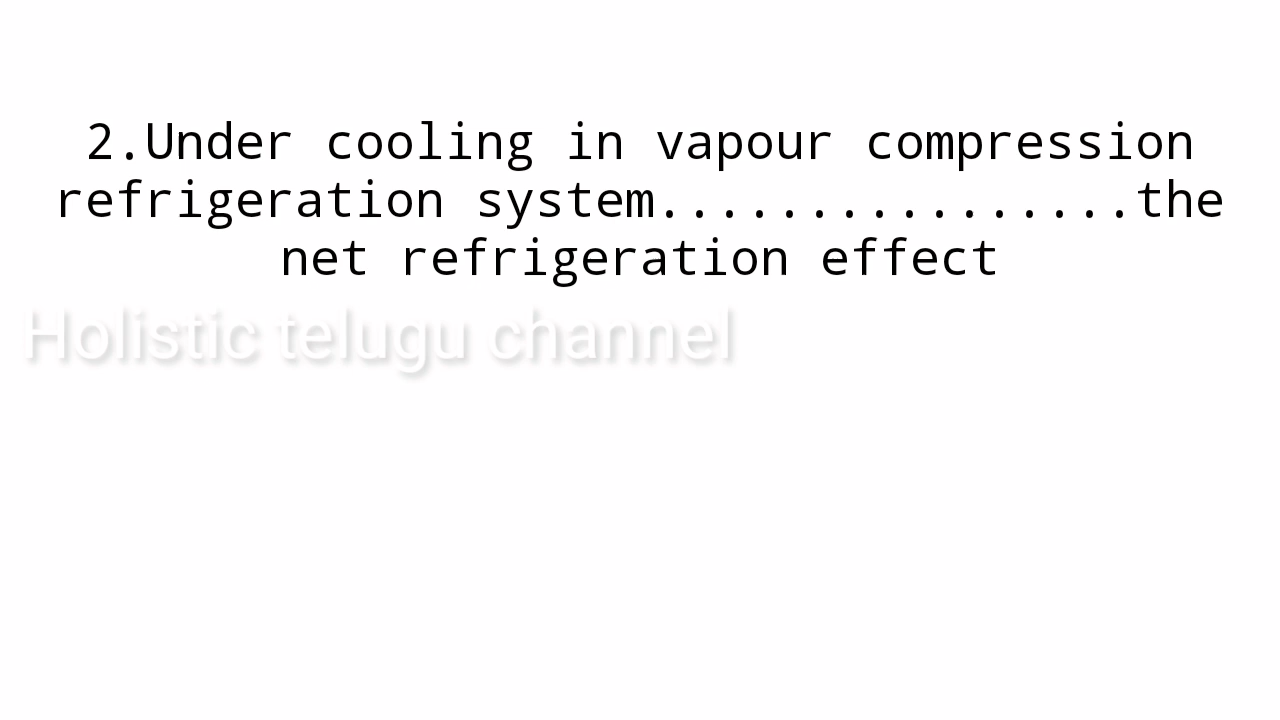 2.Under cooling in vapour compression
refrigeration system................the
net refrigeration effect
Holistic telugu channel